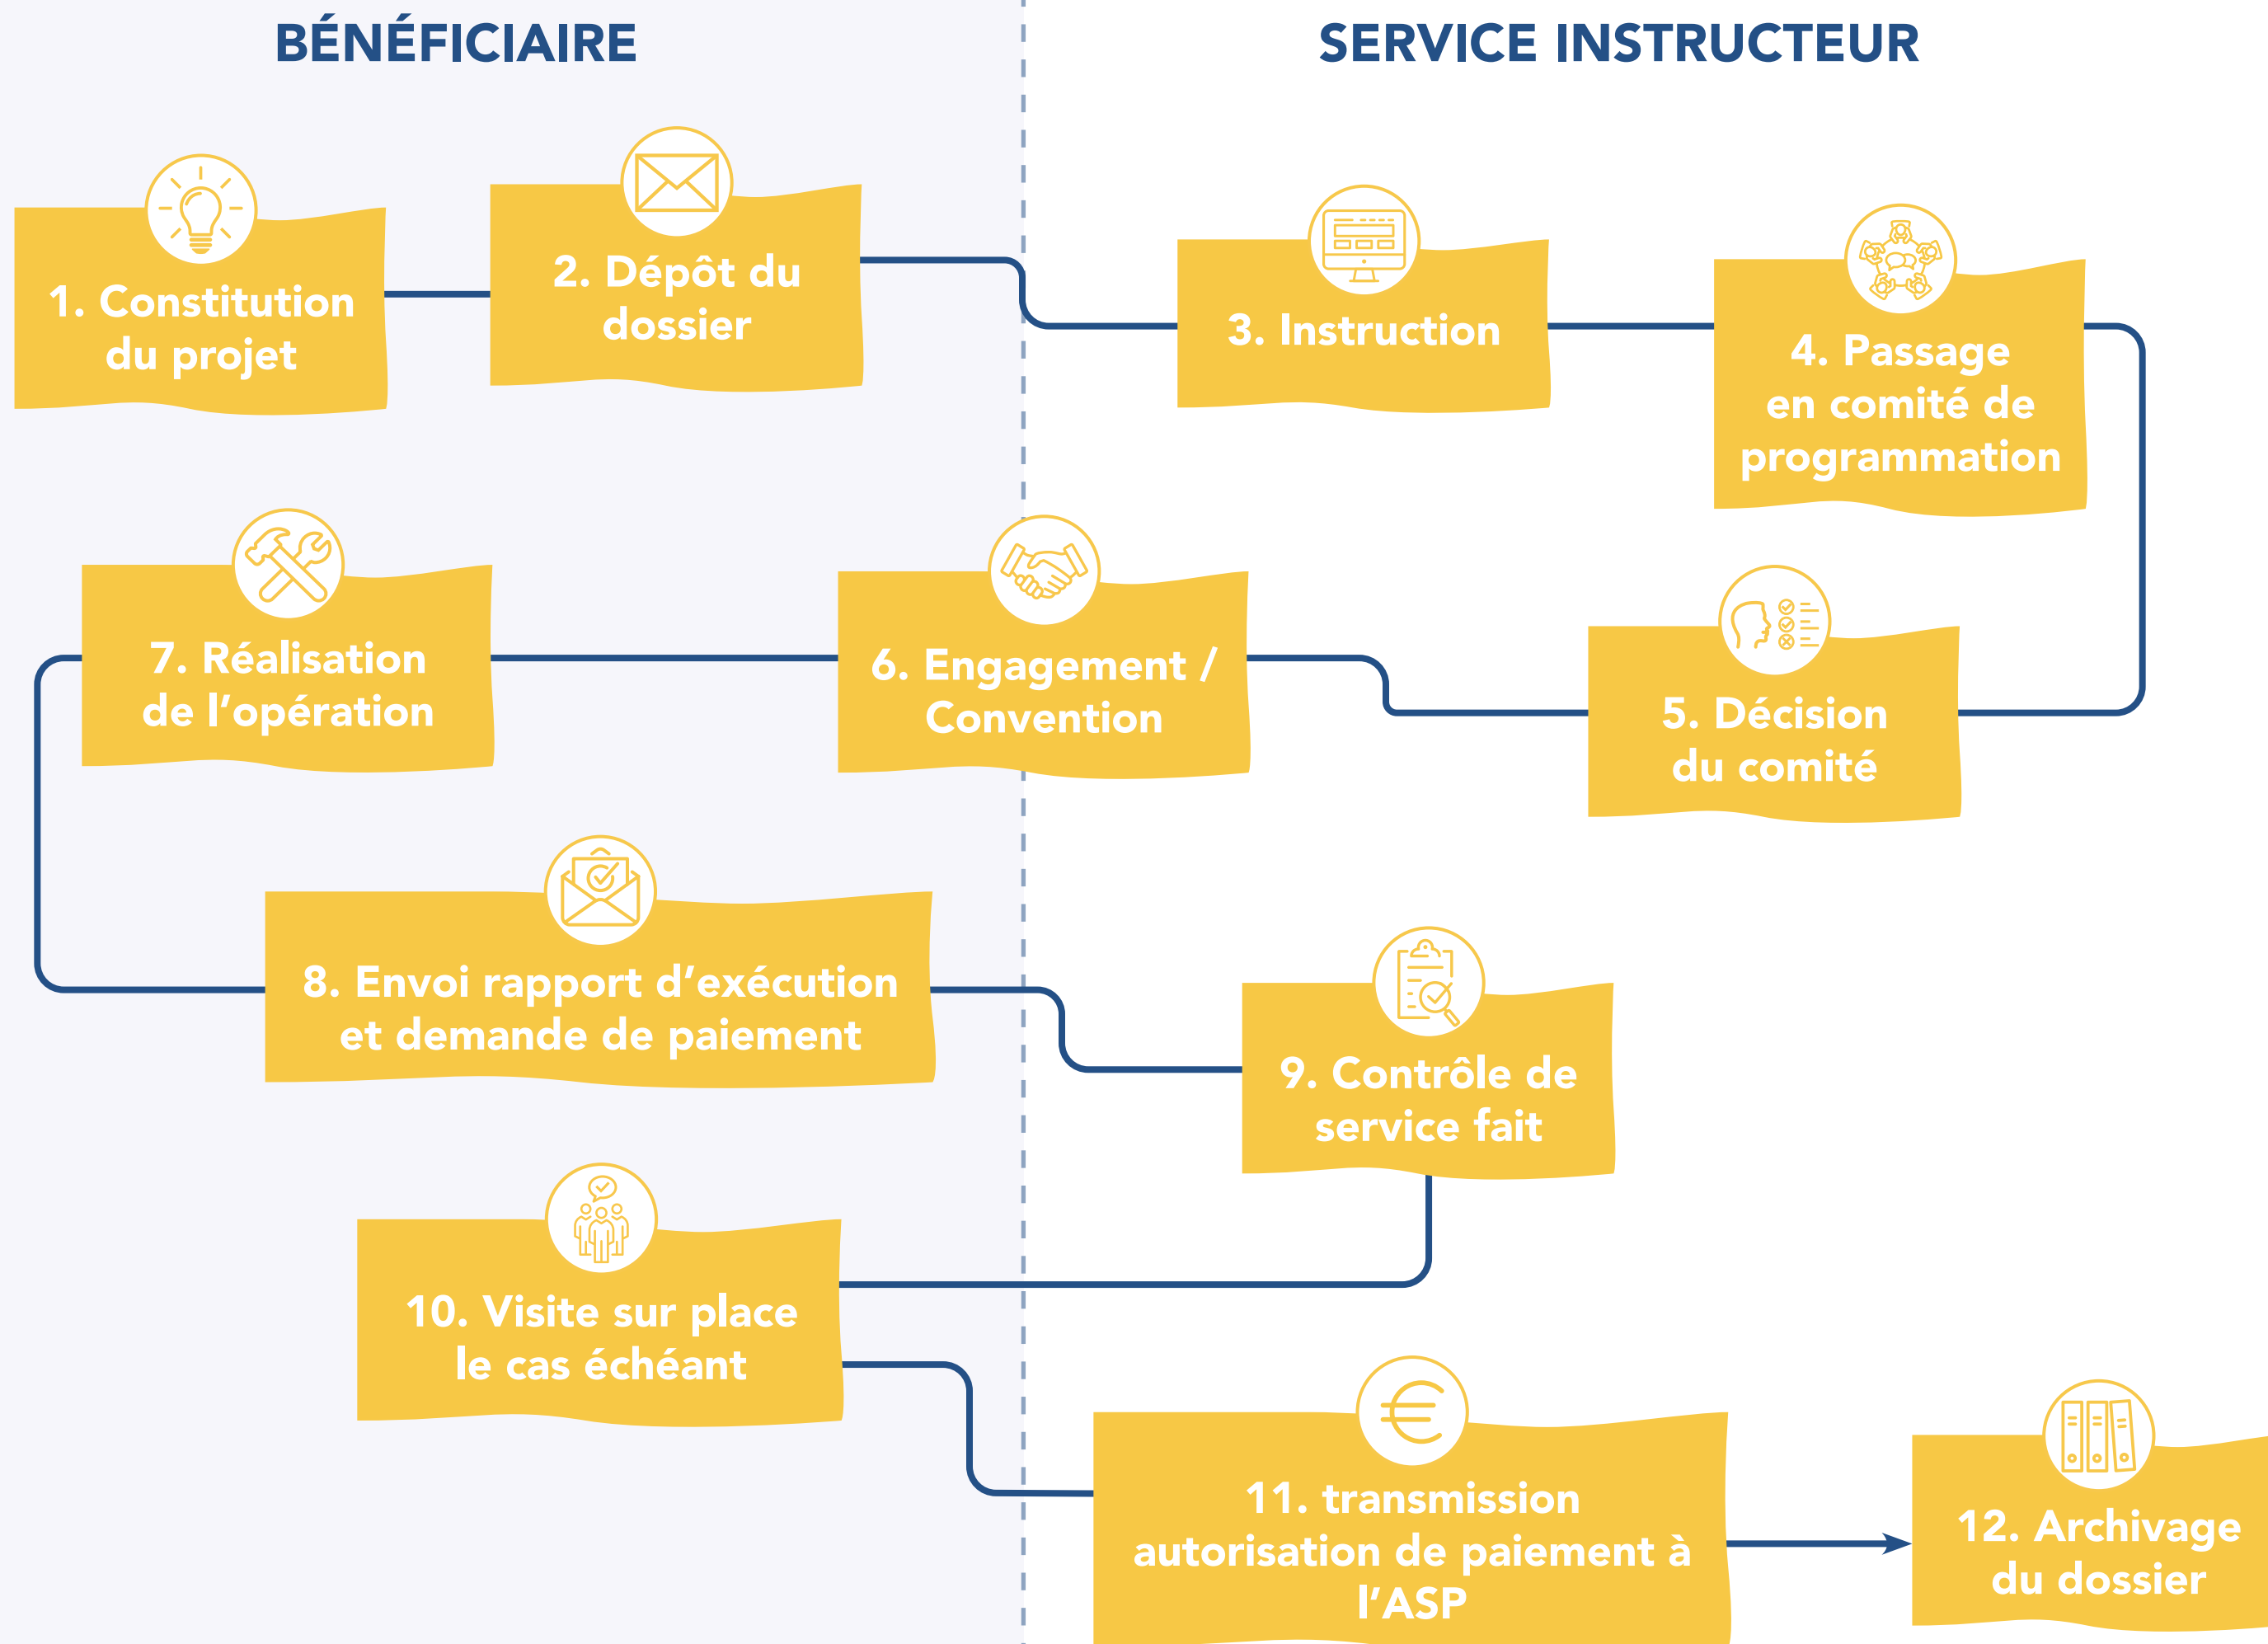 BÉNÉFICIAIRE
SERVICE INSTRUCTEUR
1. Constitution
du projet
2. Dépôt du
dossier
3. Instruction
4. Passage
en comité de
programmation
5. Décision
du comité
6. Engagement /
Convention
7. Réalisation
de l’opération
8. Envoi rapport d’exécution
et demande de paiement
9. Contrôle de
service fait
10. Visite sur place
le cas échéant
11. transmission
autorisation de paiement à
l’ASP
12. Archivage
du dossier